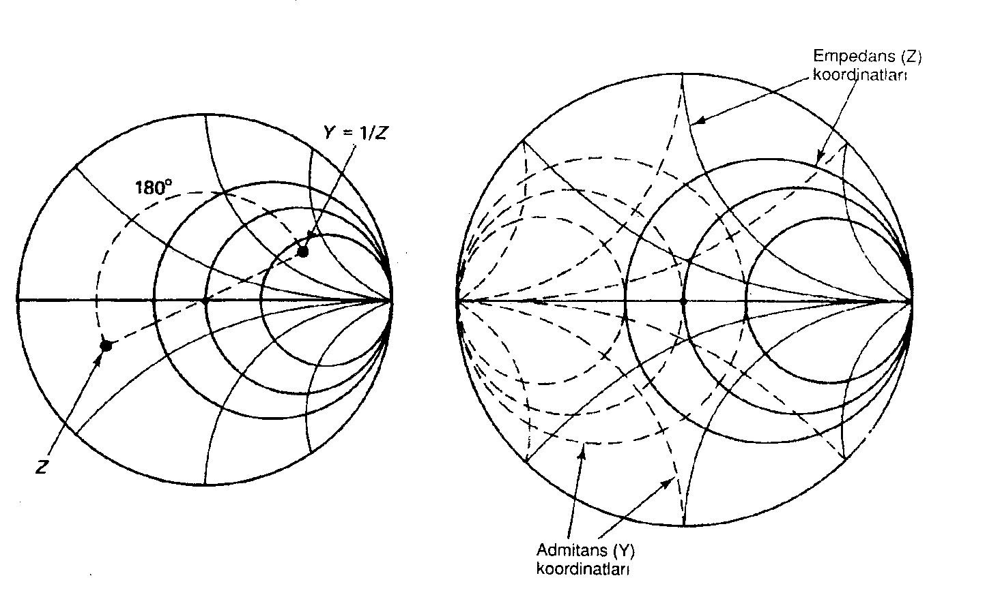 180°
Y = 1/Z
Z
Empedans (Z)
koordinatları
Admitans (Y)
koordinatları